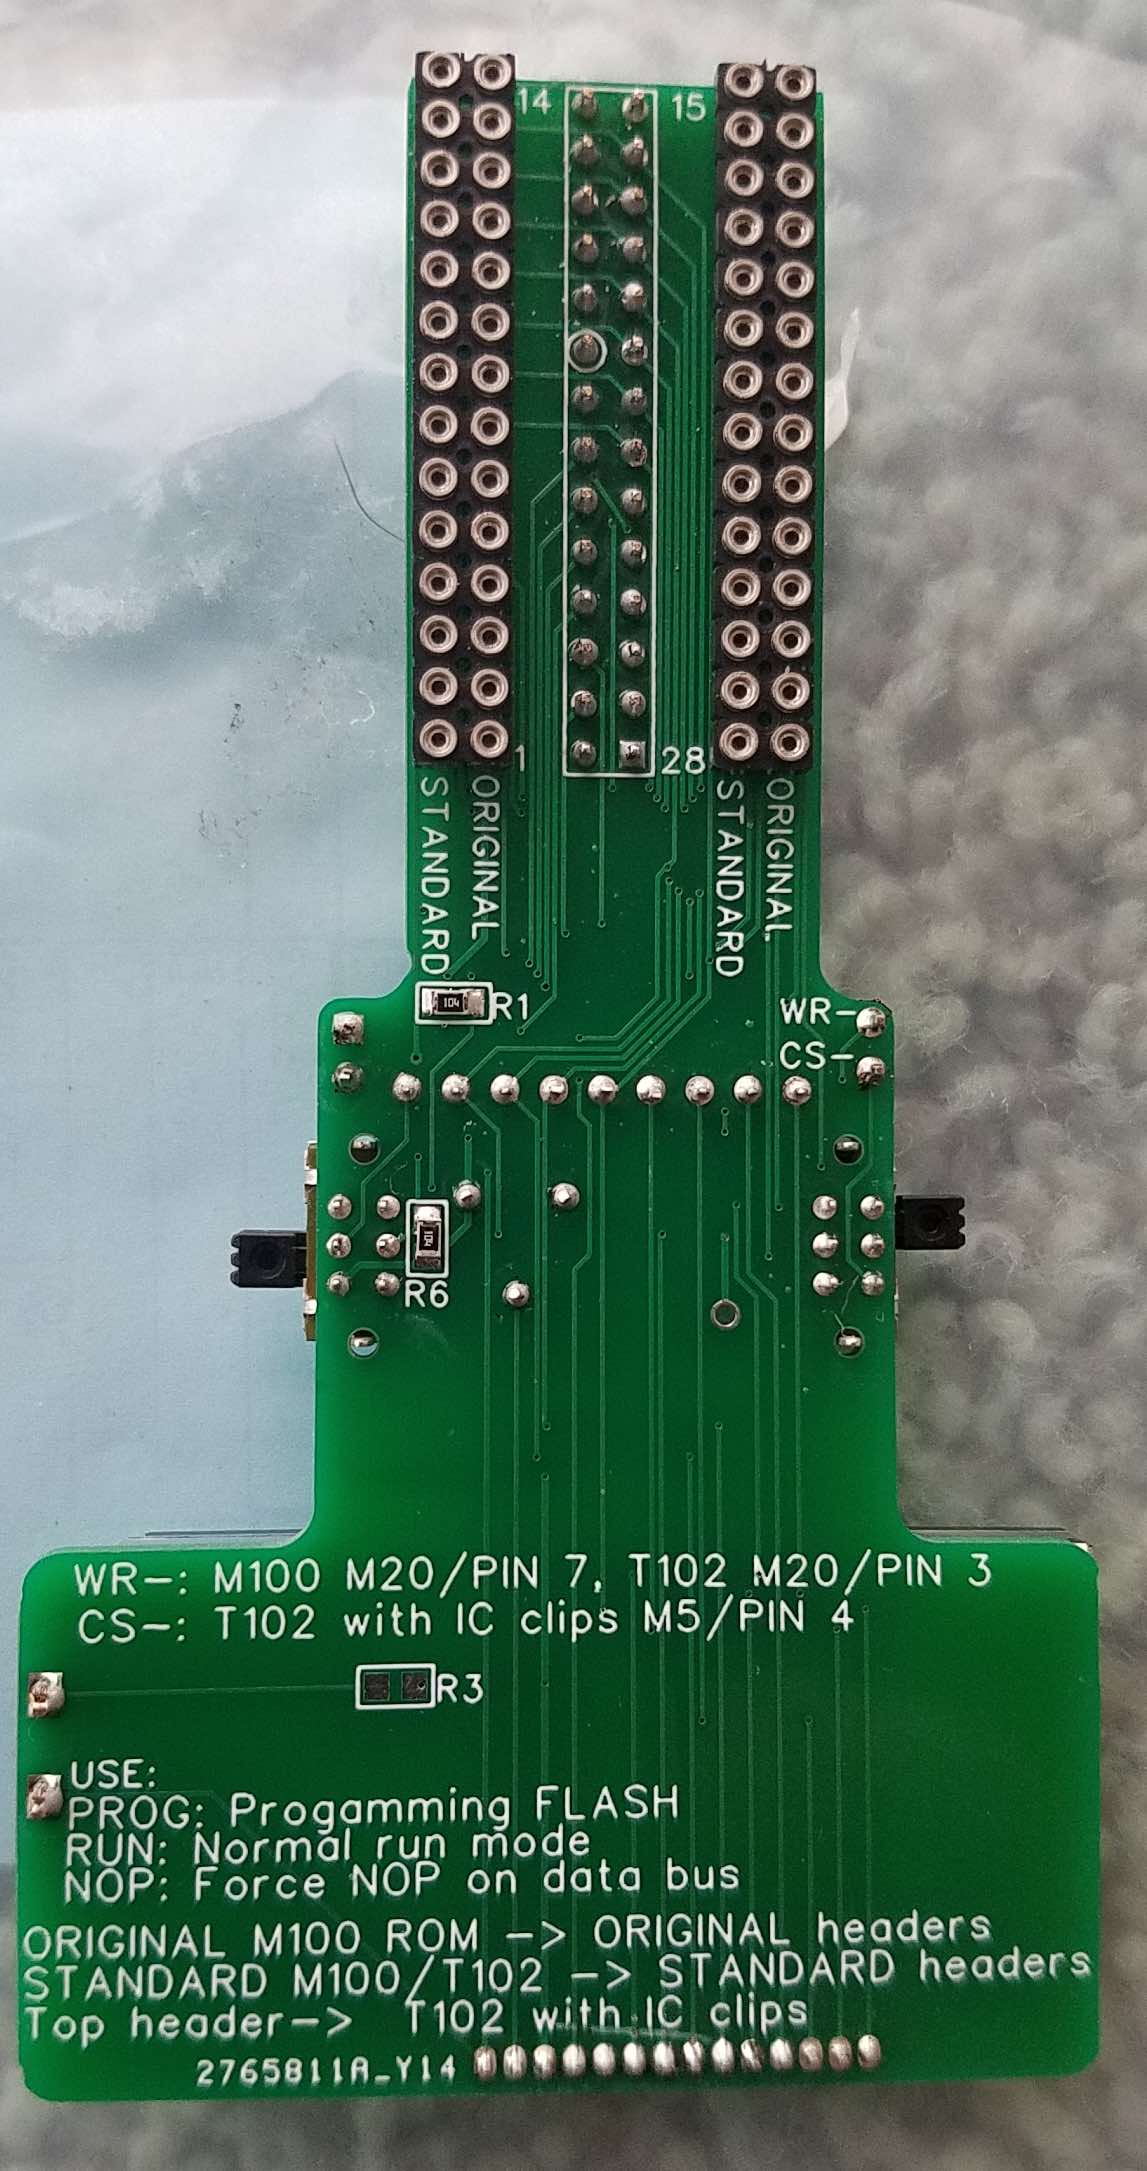 14
15
1
28
STANDARD
ORIGINAL
STANDARD
ORIGINAL
104
R1
WR-
CS-
104
R6
WR-: M100 M20/PIN 7, T102 M20/PIN 3
CS-: T102 with IC clips M5/PIN 4
R3
USE:
PROG: Progamming FLASH
RUN: Normal run mode
NOP: Force NOP on data bus
ORIGINAL M100 ROM -> ORIGINAL headers
STANDARD M100/T102 -> STANDARD headers
Top header-> T102 with IC clips
2765811A_Y14